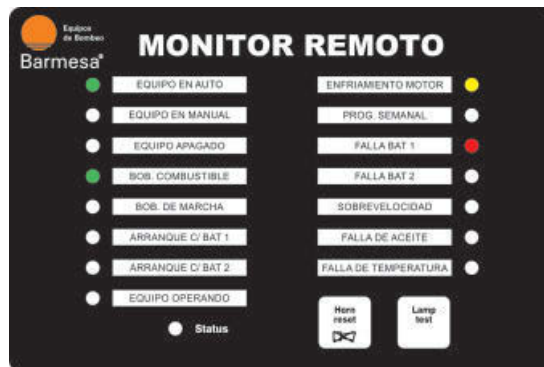 Equipos
de Bombeo
Barmesa®
MONITOR REMOTO
EQUIPO EN AUTO
EQUIPO EN MANUAL
EQUIPO APAGADO
BOB. COMBUSTIBLE
BOB. DE MARCHA
ARRANQUE C/ BAT 1
ARRANQUE C/ BAT 2
EQUIPO OPERANDO
Status
ENFRIAMIENTO MOTOR
PROG. SEMANAL
FALLA BAT 1
FALLA BAT 2
SOBREVELOCIDAD
FALLA DE ACEITE
FALLA DE TEMPERATURA
Horn
reset
Lamp
test